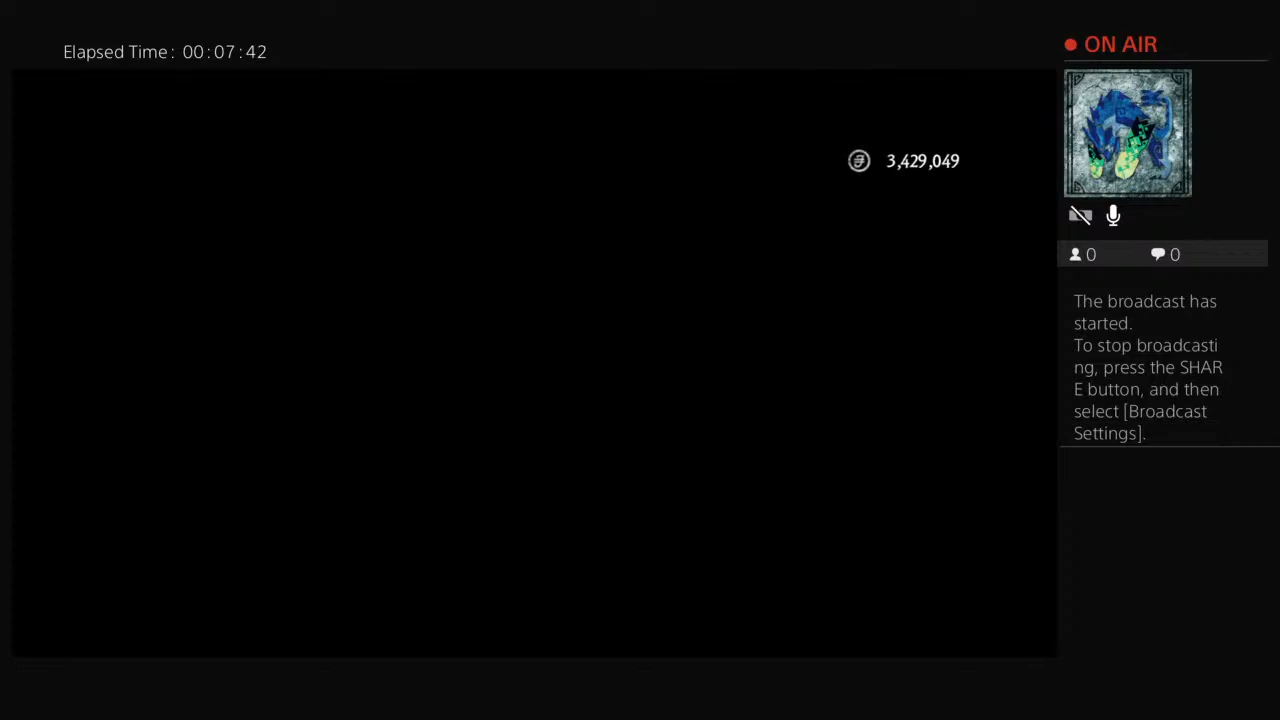 Elapsed Time: 00:07:42
ON AIR
3,429,049
0 0
The broadcast has
started.
To stop broadcasti
ng, press the SHAR
E button, and then
select [Broadcast
Settings].